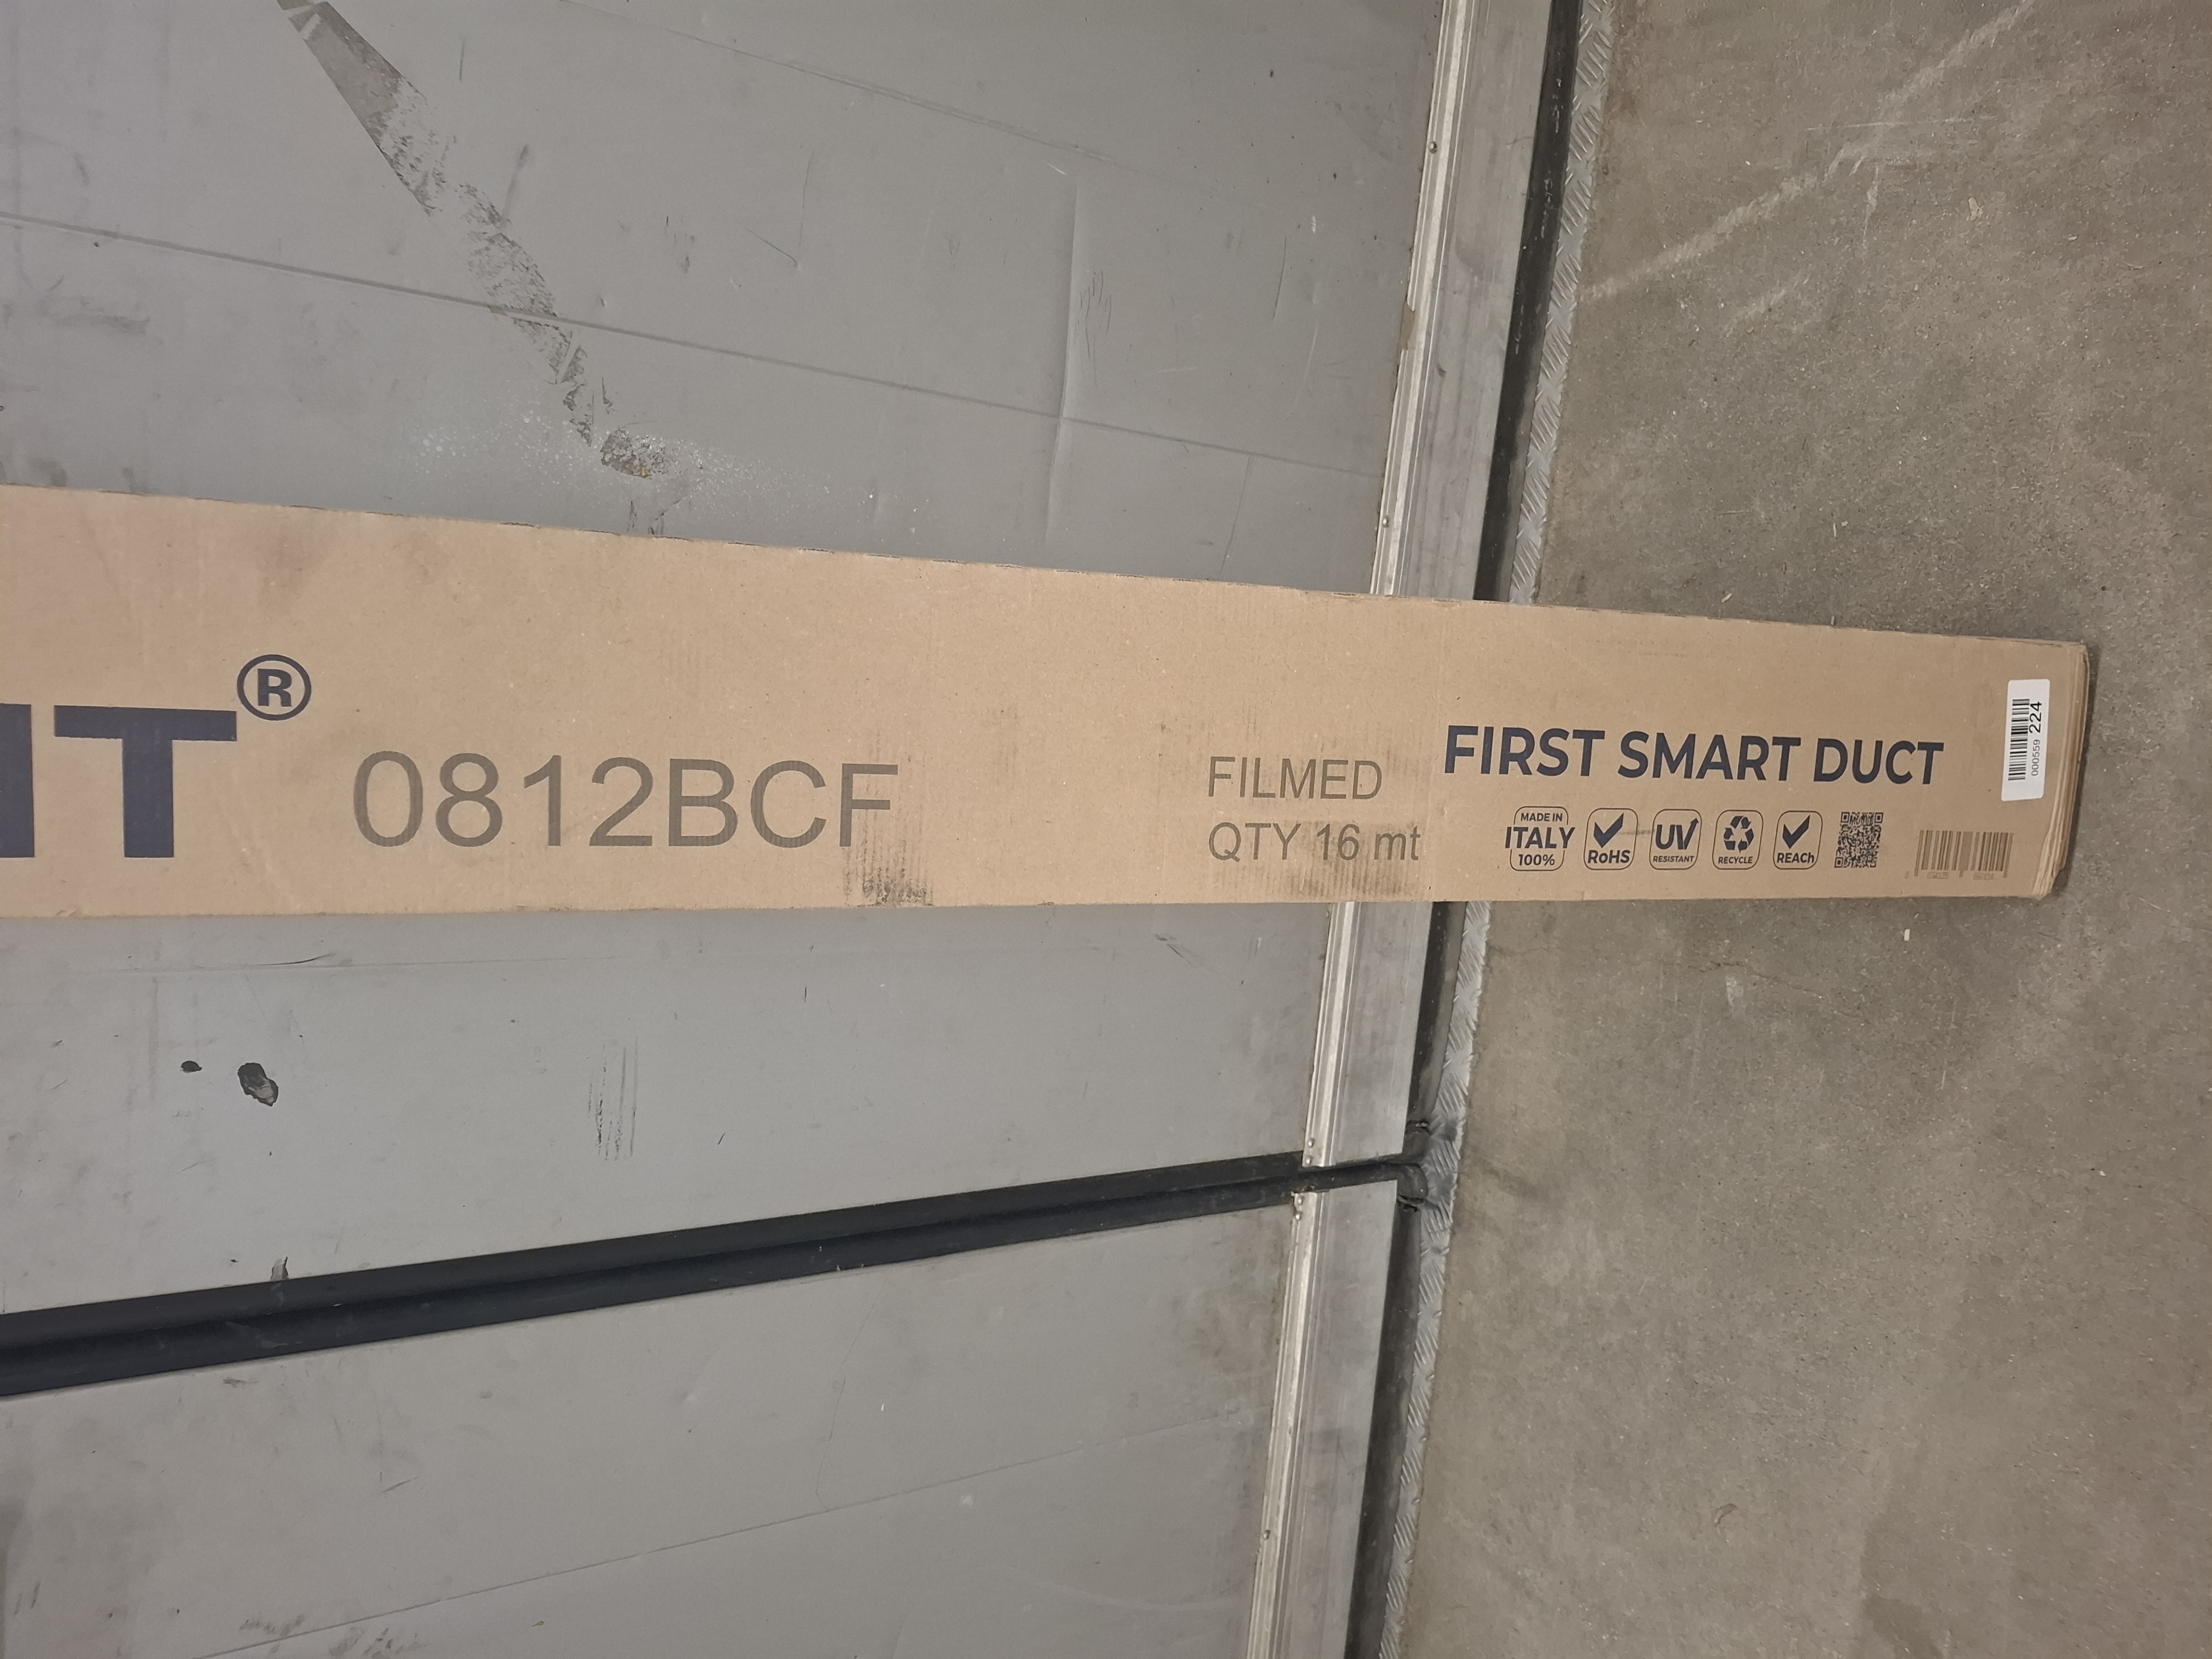 ®
0812BCF
FILMED
QTY 16 mt
FIRST SMART DUCT
MADE IN
ITALY
100%
RoHS
UV
RESISTANT
RECYCLE
REACh
000559 224